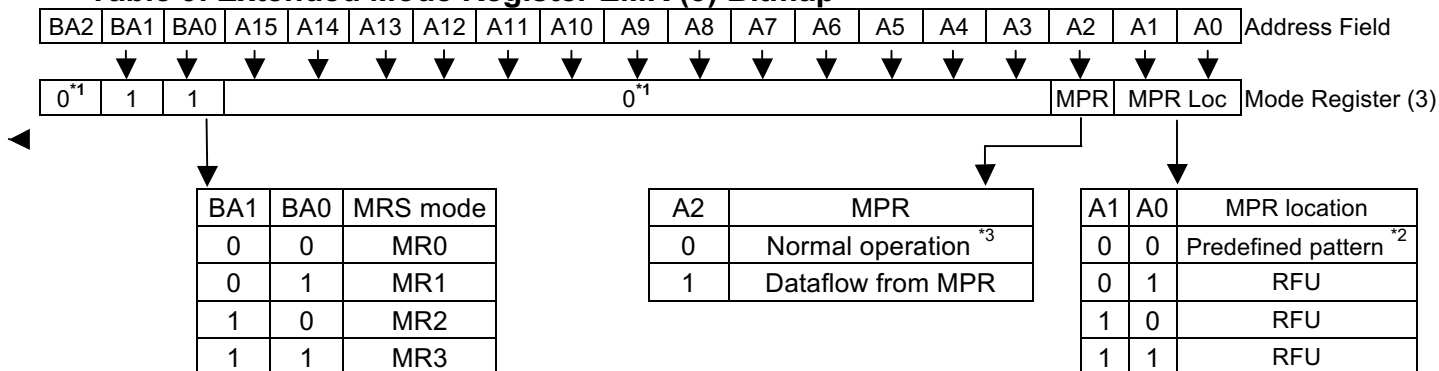 Table 6. Extended Mode Register EMR (3) Bitmap
BA2 BA1 BA0 A15 A14 A13 A12 A11 A10 A9 A8 A7 A6 A5 A4 A3 A2 A1 A0 Address Field
0*1 1 1 0*1 MPR MPR Loc Mode Register (3)
BA1 BA0 MRS mode
0 0 MR0
0 1 MR1
1 0 MR2
1 1 MR3
A2 MPR
0 Normal operation *3
1 Dataflow from MPR
A1 A0 MPR location
0 0 Predefined pattern *2
0 1 RFU
1 0 RFU
1 1 RFU